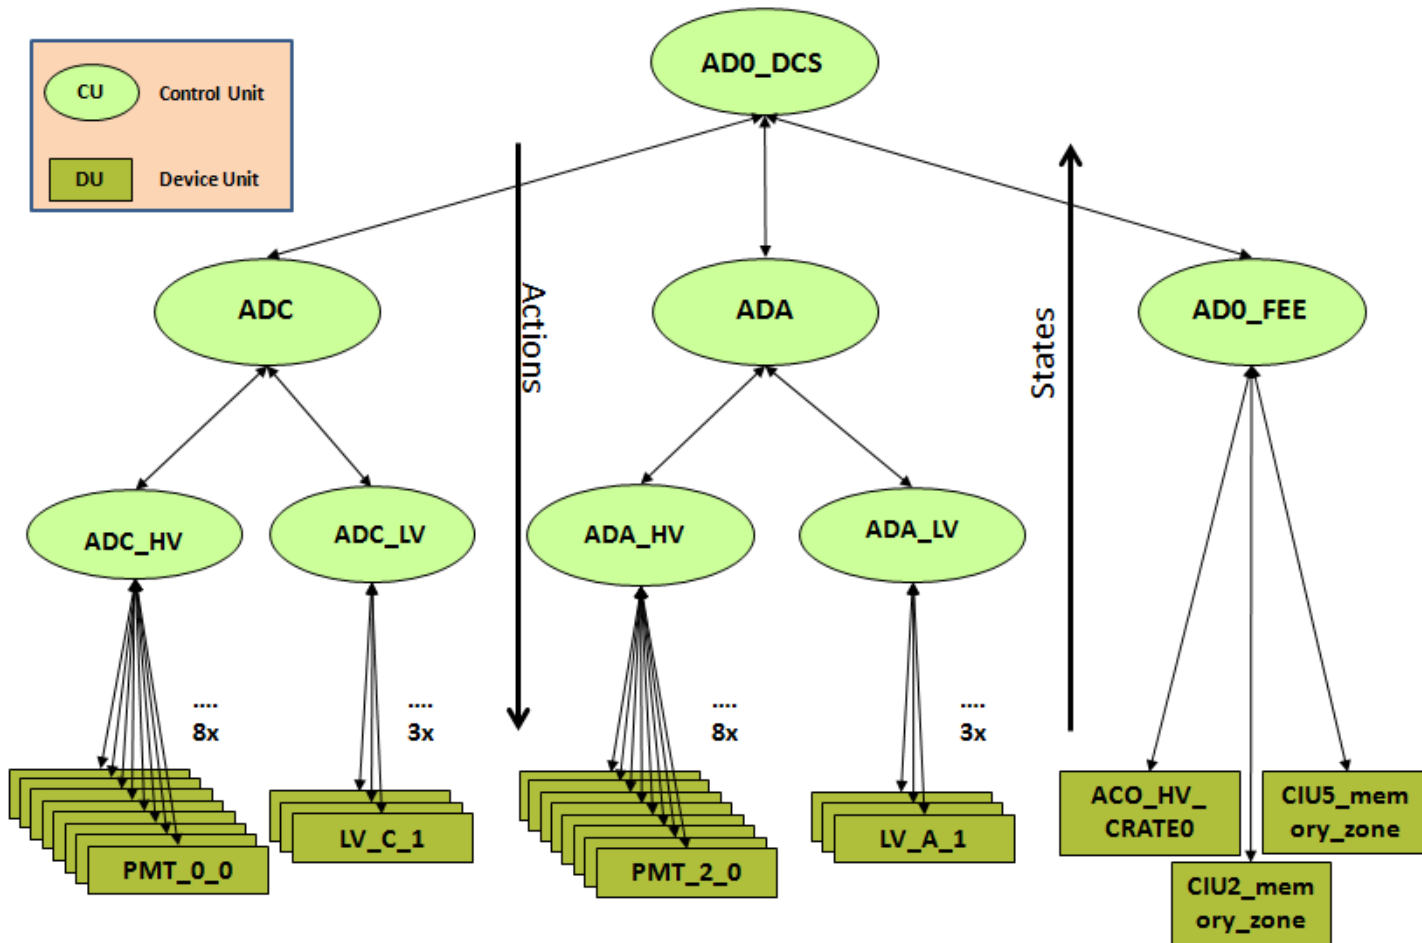 AD0_DCS
CU
Control Unit
DU
Device Unit
ADC
Actions
ADA
States
AD0_FEE
ADC_HV
ADC_LV
ADA_HV
ADA_LV
....
8x
....
3x
....
8x
....
3x
PMT_0_0
LV_C_1
PMT_2_0
LV_A_1
ACO_HV_
CRATE0
CIU5_mem
ory_zone
CIU2_mem
ory_zone